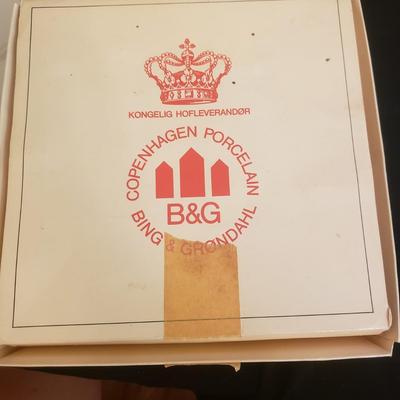 KONGELIG HOFLEVERANDØR
COPENHAGEN PORCELAIN
B&G
BING & GRØNDAHL